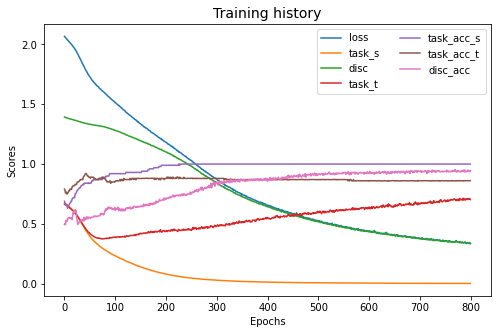 Training history
loss
task_s
disc
task_t
task_acc_s
task_acc_t
disc_acc
Scores
2.0
1.5
1.0
0.5
0.0
0 100 200 300 400 500 600 700 800
Epochs